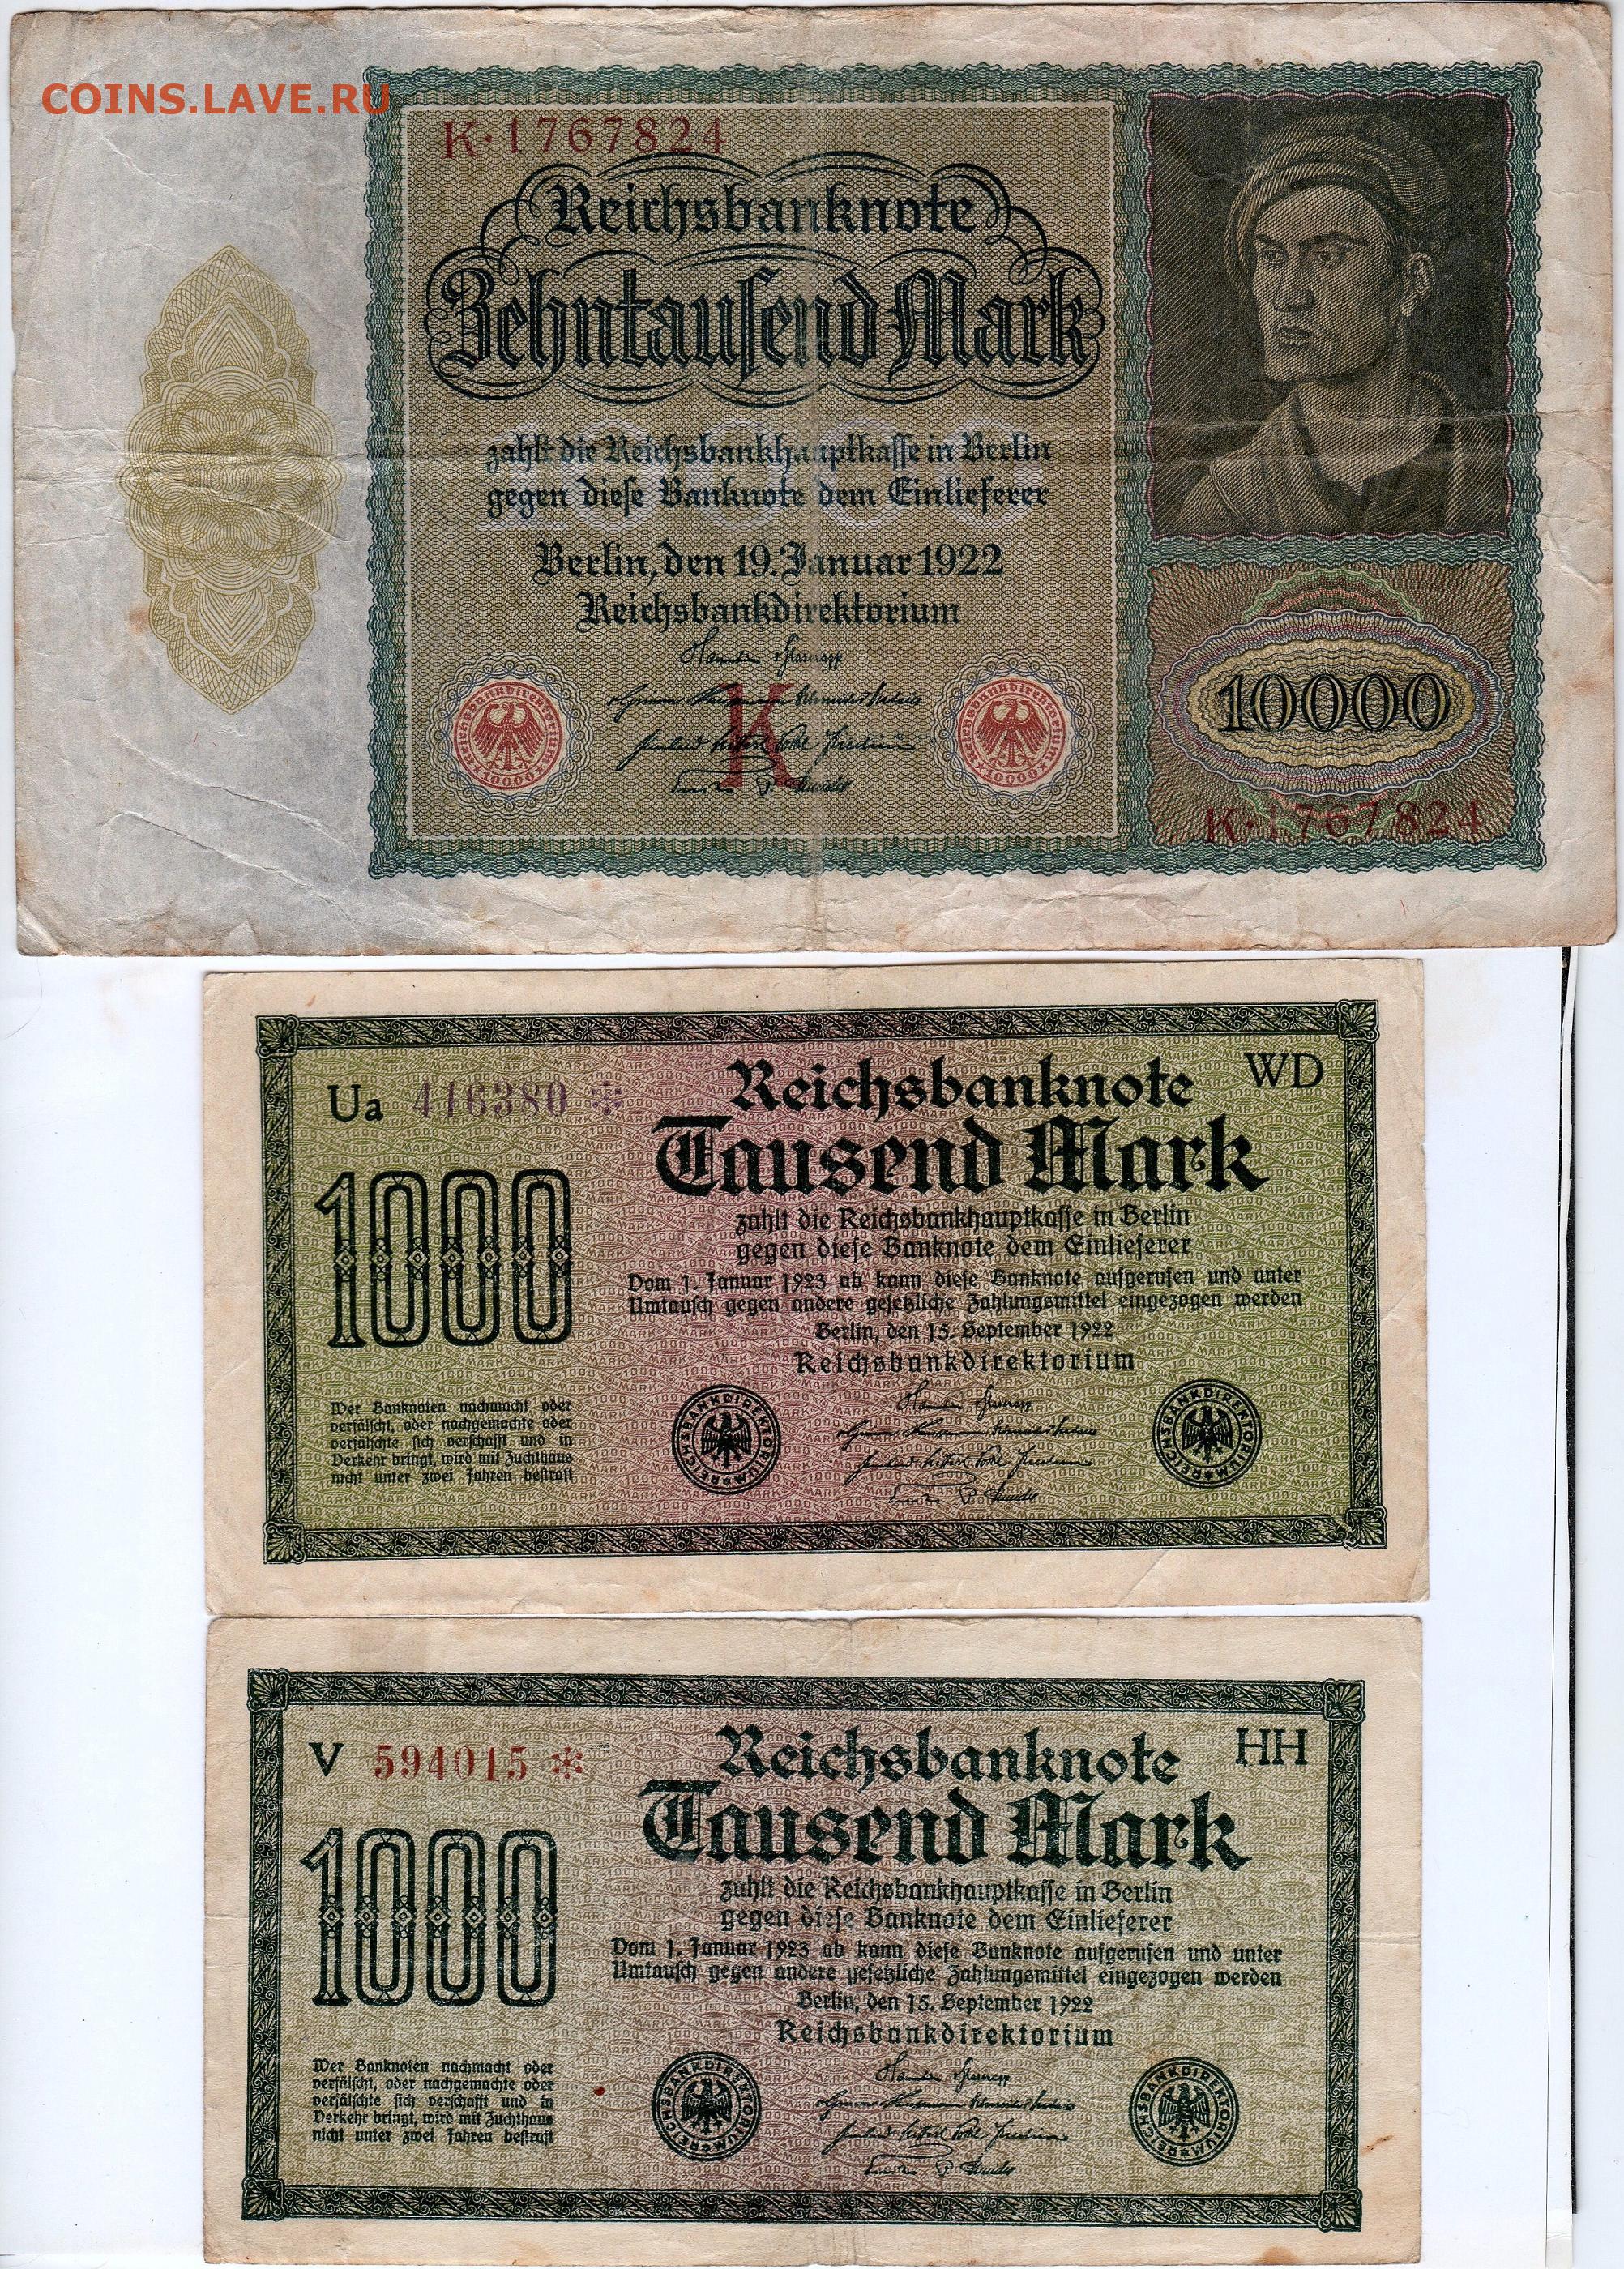 COINS.LAVE.RU
K·1767824
Reichsbanknote
Zehntauſend Mark
zahlt die Reichsbankhauptkaſſe in Berlin
gegen dieſe Banknote dem Einlieferer
Berlin, den 19. Januar 1922
Reichsbankdirektorium
K
Reichsbankdirektorium
10000
Reichsbankdirektorium
10000
10000
K·1767824
Ua 416380 *
Reichsbanknote
WD
Tausend Mark
1000
zahlt die Reichsbankhauptkaſſe in Berlin
gegen dieſe Banknote dem Einlieferer
Vom 1. Januar 1923 ab kann dieſe Banknote aufgerufen und unter
Umtauſch gegen andere geſetzliche Zahlungsmittel eingezogen werden
Berlin, den 15. September 1922
Reichsbankdirektorium
Wer Banknoten nachmacht oder
verfälſcht, oder nachgemachte oder
verfälſchte ſich verſchafft und in
Verkehr bringt, wird mit Zuchthaus
nicht unter zwei Jahren beſtraft
REICHSBANKDIREKTORIUM
REICHSBANKDIREKTORIUM
V 594015 *
Reichsbanknote
HH
Tausend Mark
1000
zahlt die Reichsbankhauptkaſſe in Berlin
gegen dieſe Banknote dem Einlieferer
Vom 1. Januar 1923 ab kann dieſe Banknote aufgerufen und unter
Umtauſch gegen andere geſetzliche Zahlungsmittel eingezogen werden
Berlin, den 15. September 1922
Reichsbankdirektorium
Wer Banknoten nachmacht oder
verfälſcht, oder nachgemachte oder
verfälſchte ſich verſchafft und in
Verkehr bringt, wird mit Zuchthaus
nicht unter zwei Jahren beſtraft
REICHSBANKDIREKTORIUM
REICHSBANKDIREKTORIUM